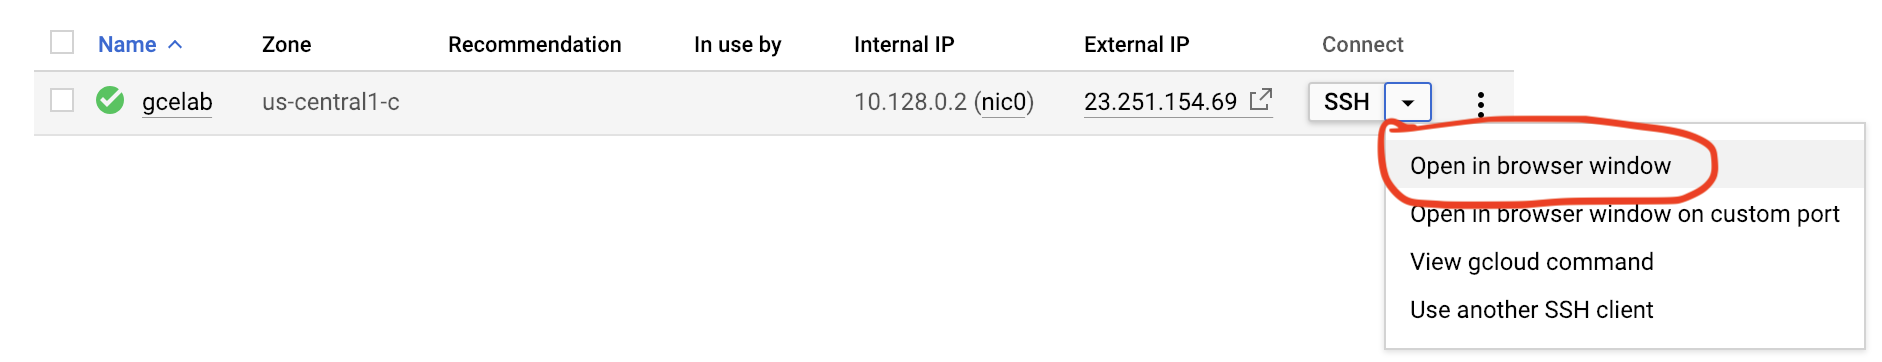 Name Zone Recommendation In use by Internal IP External IP Connect
gcelab us-central1-c 10.128.0.2 (nic0) 23.251.154.69 SSH
Open in browser window
Open in browser window on custom port
View gcloud command
Use another SSH client